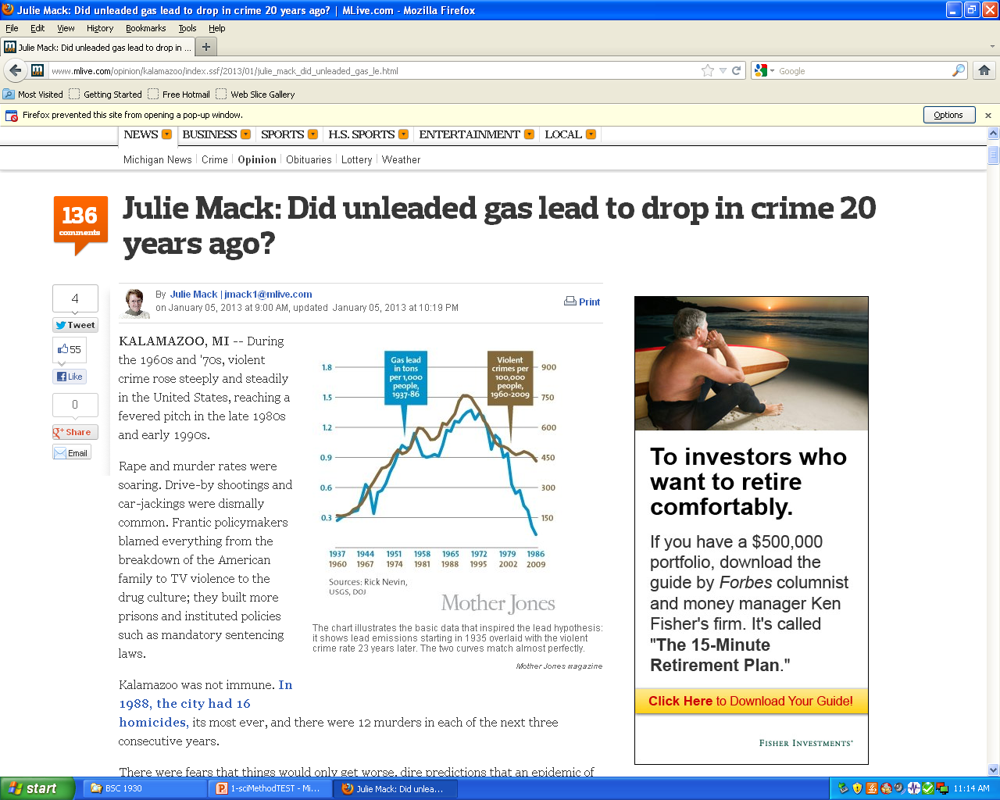 Julie Mack: Did unleaded gas lead to drop in crime 20 years ago? | MLive.com - Mozilla Firefox
File Edit View History Bookmarks Tools Help
Julie Mack: Did unleaded gas lead to drop in ...
www.mlive.com/opinion/kalamazoo/index.ssf/2013/01/julie_mack_did_unleaded_gas_le.html
Google
Most Visited Getting Started Free Hotmail Web Slice Gallery
Firefox prevented this site from opening a pop-up window.
Options
NEWS BUSINESS SPORTS H.S. SPORTS ENTERTAINMENT LOCAL
Michigan News Crime Opinion Obituaries Lottery Weather
136
comments
Julie Mack: Did unleaded gas lead to drop in crime 20
years ago?
4
Tweet
55
Like
0
Share
Email
By Julie Mack | jmack1@mlive.com
on January 05, 2013 at 9:00 AM, updated January 05, 2013 at 10:19 PM
Print
KALAMAZOO, MI -- During
the 1960s and '70s, violent
crime rose steeply and steadily
in the United States, reaching a
fevered pitch in the late 1980s
and early 1990s.
Rape and murder rates were
soaring. Drive-by shootings and
car-jackings were dismally
common. Frantic policymakers
blamed everything from the
breakdown of the American
family to TV violence to the
drug culture; they built more
prisons and instituted policies
such as mandatory sentencing
laws.
Gas lead
in tons
per 1,000
people,
1937-86
Violent
crimes per
100,000
people,
1960-2009
1.8 900
1.5 750
1.2 600
0.9 450
0.6 300
0.3 150
1937 1944 1951 1958 1965 1972 1979 1986
1960 1967 1974 1981 1988 1995 2002 2009
Sources: Rick Nevin,
USGS, DOJ
Mother Jones
The chart illustrates the basic data that inspired the lead hypothesis:
it shows lead emissions starting in 1935 overlaid with the violent
crime rate 23 years later. The two curves match almost perfectly.
Mother Jones magazine
Kalamazoo was not immune. In
1988, the city had 16
homicides, its most ever, and there were 12 murders in each of the next three
consecutive years.
There were fears that things would only get worse, dire predictions that an epidemic of
To investors who
want to retire
comfortably.
If you have a $500,000
portfolio, download the
guide by Forbes columnist
and money manager Ken
Fisher's firm. It's called
"The 15-Minute
Retirement Plan."
Click Here to Download Your Guide!
FISHER INVESTMENTS
start
BSC 1930
1-sciMethodTEST - Mi...
Julie Mack: Did unlea...
11:14 AM